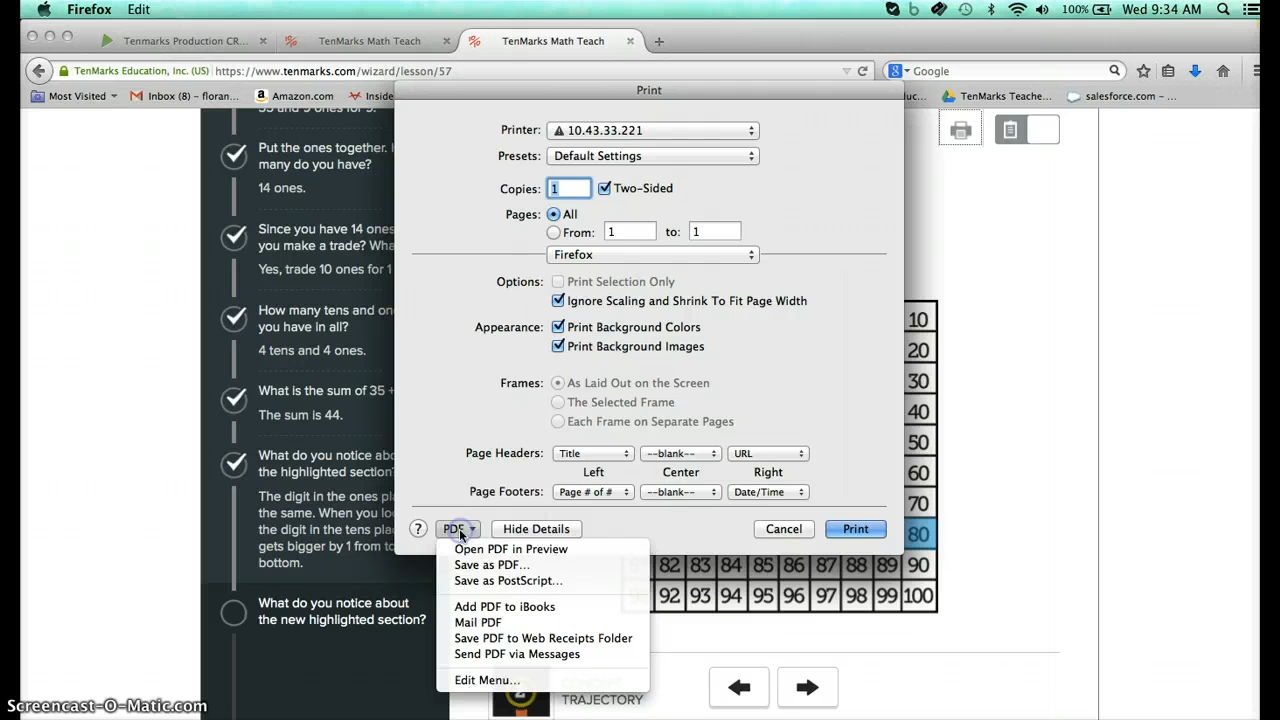 Firefox Edit
100% Wed 9:34 AM
Tenmarks Production CR... TenMarks Math Teach TenMarks Math Teach
TenMarks Education, Inc. (US) https://www.tenmarks.com/wizard/lesson/57 Google
Most Visited Inbox (8) – floran... Amazon.com Inside duc... TenMarks Teache... salesforce.com – ...
Print
Printer: 10.43.33.221
Presets: Default Settings
Copies: 1 Two-Sided
Pages: All
From: 1 to: 1
Firefox
Options: Print Selection Only
Ignore Scaling and Shrink To Fit Page Width
Appearance: Print Background Colors
Print Background Images
Frames: As Laid Out on the Screen
The Selected Frame
Each Frame on Separate Pages
Page Headers: Title --blank-- URL
Left Center Right
Page Footers: Page # of # --blank-- Date/Time
? PDF Hide Details Cancel Print
Open PDF in Preview
Save as PDF...
Save as PostScript...
Add PDF to iBooks
Mail PDF
Save PDF to Web Receipts Folder
Send PDF via Messages
Edit Menu...
Put the ones together.
many do you have?
14 ones.
Since you have 14 ones
you make a trade?
Yes, trade 10 ones for 1
How many tens and
you have in all?
4 tens and 4 ones.
What is the sum of 35 +
The sum is 44.
What do you notice
the highlighted section?
The digit in the ones
the same. When you
the digit in the tens
gets bigger by 1 from
bottom.
What do you notice about
the new highlighted section?
10
20
30
40
50
60
70
80
82 83 84 85 86 87 88 89 90
92 93 94 95 96 97 98 99 100
2
TRAJECTORY
Screencast-O-Matic.com